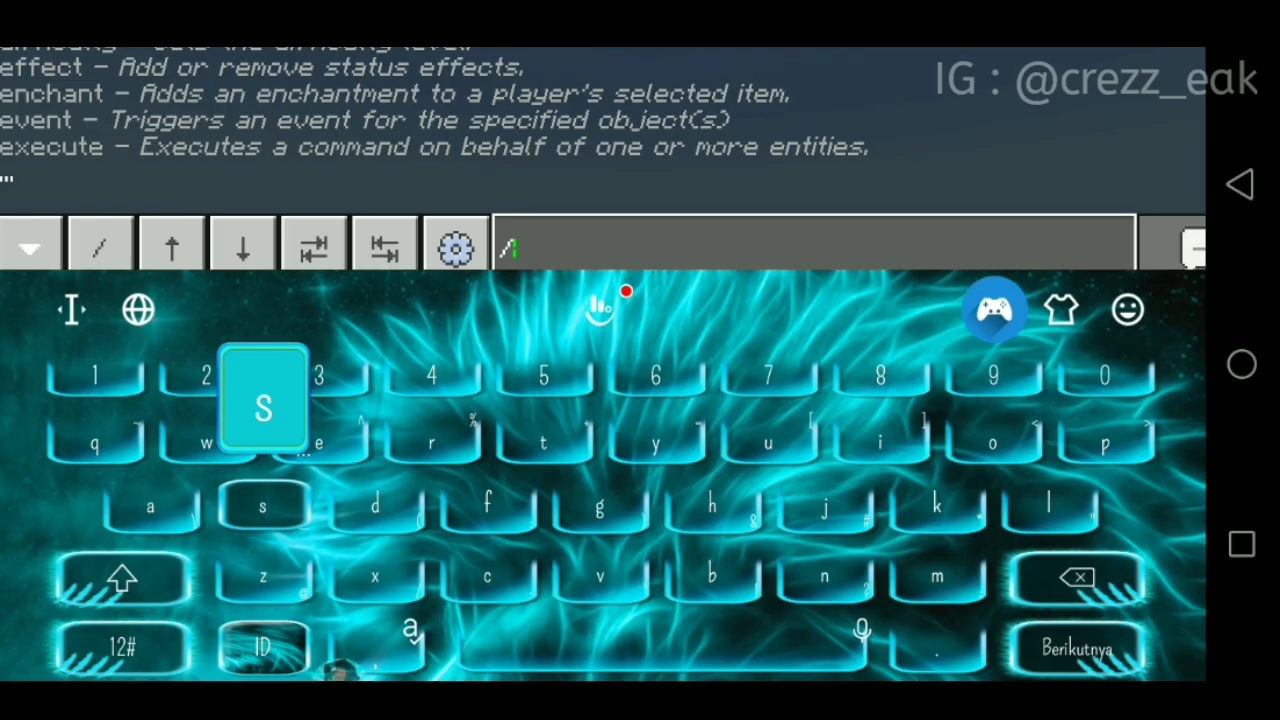 effect – Add or remove status effects.
IG : @crezz_eak
enchant – Adds an enchantment to a player's selected item.
event – Triggers an event for the specified object(s)
execute – Executes a command on behalf of one or more entities.
...
/
1 2 3 4 5 6 7 8 9 0
S
q w e r t y u i o p
a s d f g h j k l
z x c v b n m
12# ID , a . Berikutnya